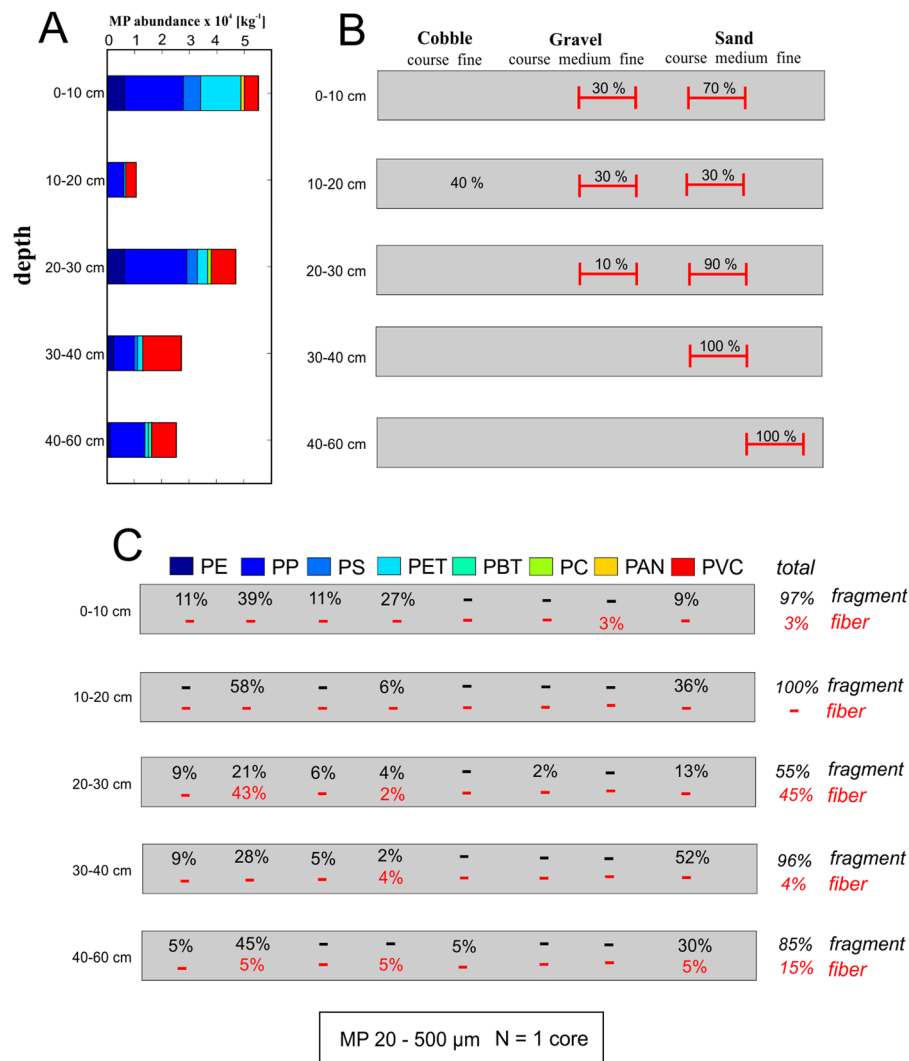 A
MP abundance x 10⁴ [kg⁻¹]
0 1 2 3 4 5
depth
0-10 cm
10-20 cm
20-30 cm
30-40 cm
40-60 cm
B
Cobble Gravel Sand
course fine course medium fine course medium fine
0-10 cm 30 % 70 %
10-20 cm 40 % 30 % 30 %
20-30 cm 10 % 90 %
30-40 cm 100 %
40-60 cm 100 %
C
PE PP PS PET PBT PC PAN PVC total
0-10 cm
11% 39% 11% 27% - - - 9% 97% fragment
- - - - - - 3% - 3% fiber
10-20 cm
- 58% - 6% - - - 36% 100% fragment
- - - - - - - - - fiber
20-30 cm
9% 21% 6% 4% - 2% - 13% 55% fragment
- 43% - 2% - - - - 45% fiber
30-40 cm
9% 28% 5% 2% - - - 52% 96% fragment
- - - 4% - - - - 4% fiber
40-60 cm
5% 45% - - 5% - - 30% 85% fragment
- 5% - 5% - - - 5% 15% fiber
MP 20 - 500 µm N = 1 core